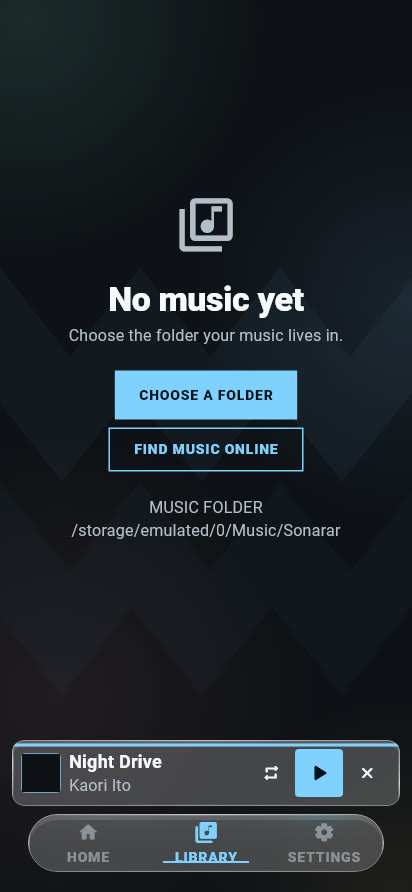 No music yet
Choose the folder your music lives in.
CHOOSE A FOLDER
FIND MUSIC ONLINE
MUSIC FOLDER
/storage/emulated/0/Music/Sonarar
Night Drive
Kaori Ito
HOME
LIBRARY
SETTINGS